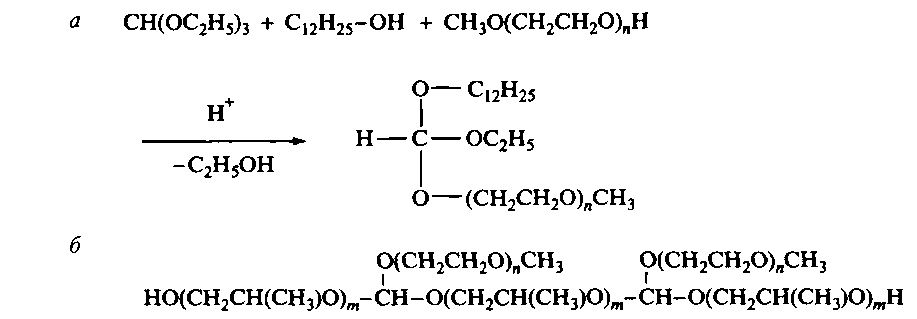 а CH(OC₂H₅)₃ + C₁₂H₂₅–OH + CH₃O(CH₂CH₂O)ₙH
O—C₁₂H₂₅
H⁺
H—C—OC₂H₅
–C₂H₅OH
O—(CH₂CH₂O)ₙCH₃
б
O(CH₂CH₂O)ₙCH₃ O(CH₂CH₂O)ₙCH₃
HO(CH₂CH(CH₃)O)ₘ–CH–O(CH₂CH(CH₃)O)ₘ–CH–O(CH₂CH(CH₃)O)ₘH